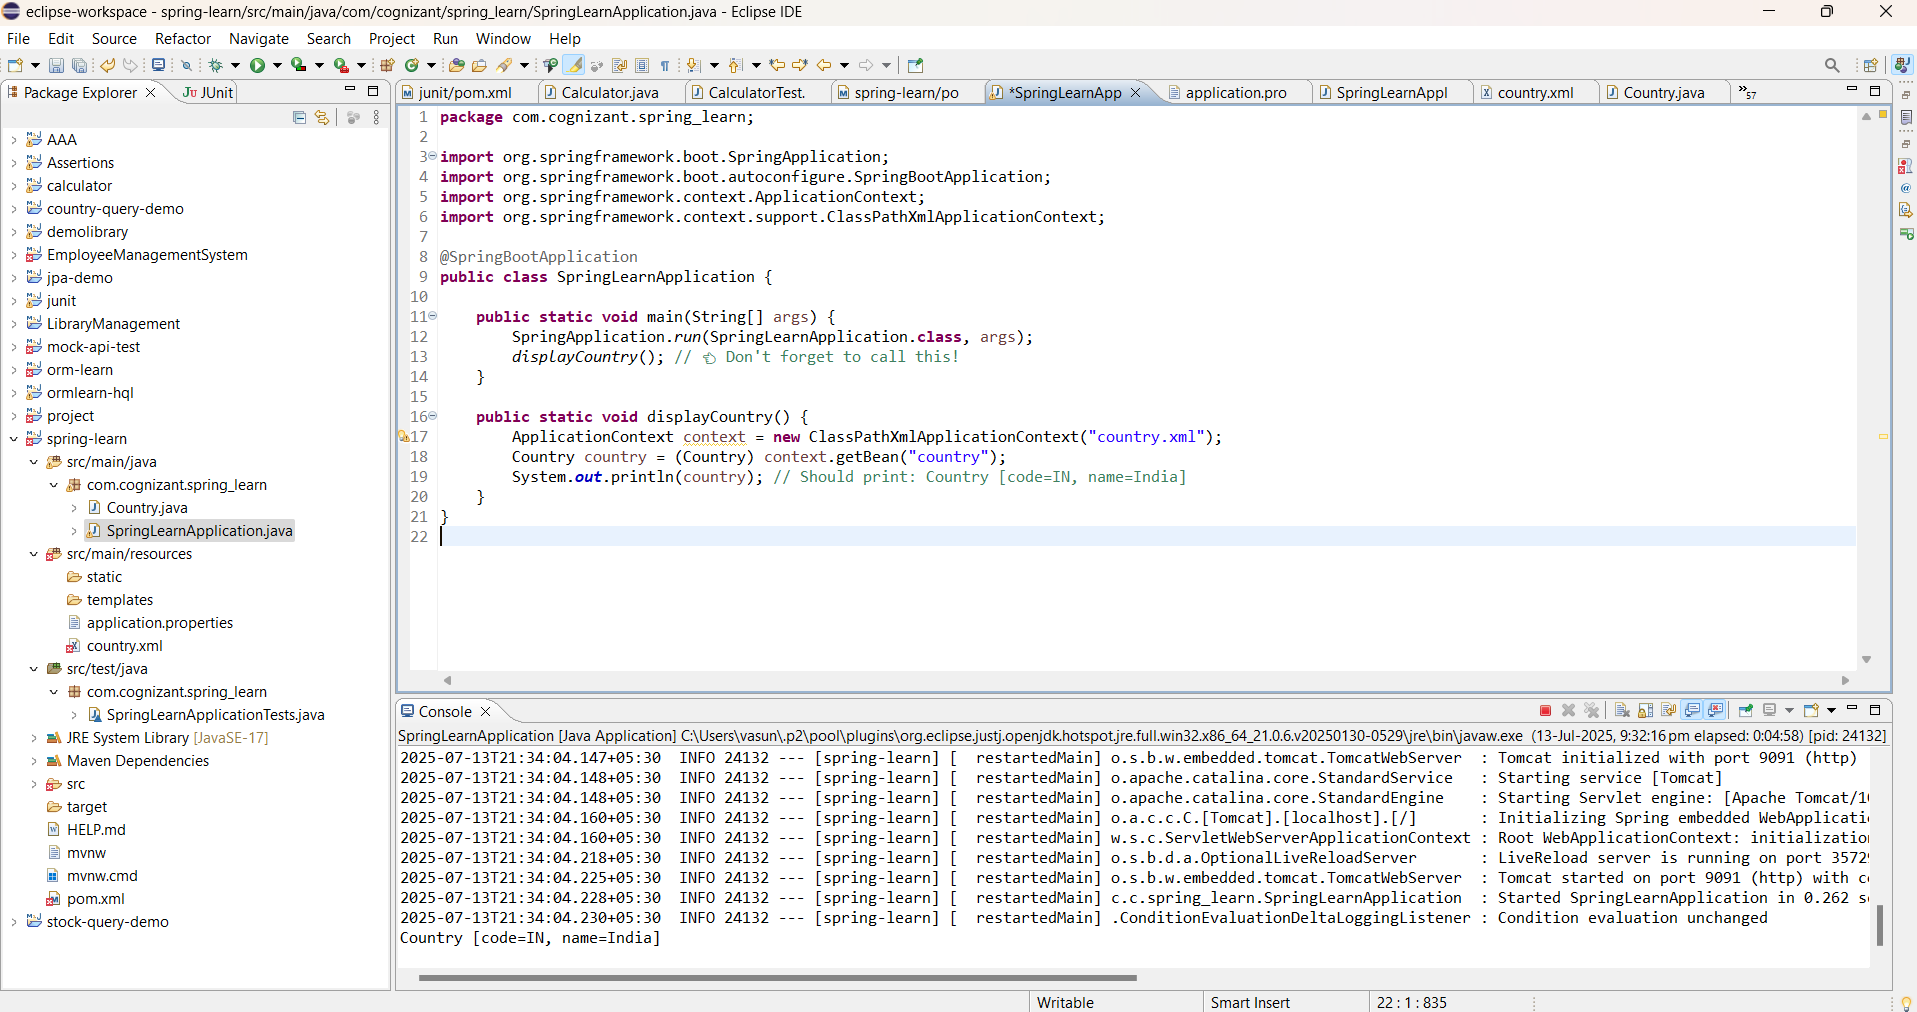 eclipse-workspace - spring-learn/src/main/java/com/cognizant/spring_learn/SpringLearnApplication.java - Eclipse IDE
File Edit Source Refactor Navigate Search Project Run Window Help
Package Explorer
JUnit
AAA
Assertions
calculator
country-query-demo
demolibrary
EmployeeManagementSystem
jpa-demo
junit
LibraryManagement
mock-api-test
orm-learn
ormlearn-hql
project
spring-learn
src/main/java
com.cognizant.spring_learn
Country.java
SpringLearnApplication.java
src/main/resources
static
templates
application.properties
country.xml
src/test/java
com.cognizant.spring_learn
SpringLearnApplicationTests.java
JRE System Library [JavaSE-17]
Maven Dependencies
src
target
HELP.md
mvnw
mvnw.cmd
pom.xml
stock-query-demo
junit/pom.xml Calculator.java CalculatorTest. spring-learn/po *SpringLearnApp application.pro SpringLearnAppl country.xml Country.java »57
1 package com.cognizant.spring_learn;
2
3 import org.springframework.boot.SpringApplication;
4 import org.springframework.boot.autoconfigure.SpringBootApplication;
5 import org.springframework.context.ApplicationContext;
6 import org.springframework.context.support.ClassPathXmlApplicationContext;
7
8 @SpringBootApplication
9 public class SpringLearnApplication {
10
11 public static void main(String[] args) {
12 SpringApplication.run(SpringLearnApplication.class, args);
13 displayCountry(); // 👈 Don't forget to call this!
14 }
15
16 public static void displayCountry() {
17 ApplicationContext context = new ClassPathXmlApplicationContext("country.xml");
18 Country country = (Country) context.getBean("country");
19 System.out.println(country); // Should print: Country [code=IN, name=India]
20 }
21 }
22
Console
SpringLearnApplication [Java Application] C:\Users\vasun\.p2\pool\plugins\org.eclipse.justj.openjdk.hotspot.jre.full.win32.x86_64_21.0.6.v20250130-0529\jre\bin\javaw.exe (13-Jul-2025, 9:32:16 pm elapsed: 0:04:58) [pid: 24132]
2025-07-13T21:34:04.147+05:30 INFO 24132 --- [spring-learn] [ restartedMain] o.s.b.w.embedded.tomcat.TomcatWebServer : Tomcat initialized with port 9091 (http)
2025-07-13T21:34:04.148+05:30 INFO 24132 --- [spring-learn] [ restartedMain] o.apache.catalina.core.StandardService : Starting service [Tomcat]
2025-07-13T21:34:04.148+05:30 INFO 24132 --- [spring-learn] [ restartedMain] o.apache.catalina.core.StandardEngine : Starting Servlet engine: [Apache Tomcat/1
2025-07-13T21:34:04.160+05:30 INFO 24132 --- [spring-learn] [ restartedMain] o.a.c.c.C.[Tomcat].[localhost].[/] : Initializing Spring embedded WebApplicati
2025-07-13T21:34:04.160+05:30 INFO 24132 --- [spring-learn] [ restartedMain] w.s.c.ServletWebServerApplicationContext : Root WebApplicationContext: initialization
2025-07-13T21:34:04.218+05:30 INFO 24132 --- [spring-learn] [ restartedMain] o.s.b.d.a.OptionalLiveReloadServer : LiveReload server is running on port 3572
2025-07-13T21:34:04.225+05:30 INFO 24132 --- [spring-learn] [ restartedMain] o.s.b.w.embedded.tomcat.TomcatWebServer : Tomcat started on port 9091 (http) with c
2025-07-13T21:34:04.228+05:30 INFO 24132 --- [spring-learn] [ restartedMain] c.c.spring_learn.SpringLearnApplication : Started SpringLearnApplication in 0.262 s
2025-07-13T21:34:04.230+05:30 INFO 24132 --- [spring-learn] [ restartedMain] .ConditionEvaluationDeltaLoggingListener : Condition evaluation unchanged
Country [code=IN, name=India]
Writable Smart Insert 22 : 1 : 835